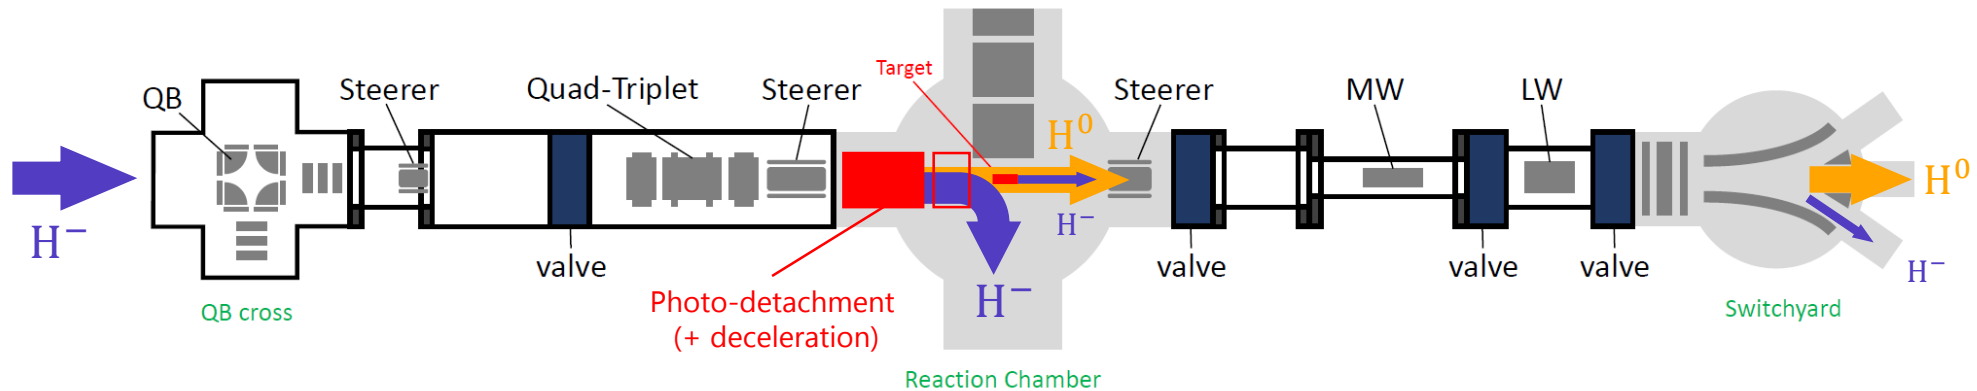 QB
Steerer
Quad-Triplet
Steerer
Target
Steerer
MW
LW
H⁰
H⁻
H⁰
H⁻
valve
H⁻
valve
valve
valve
H⁻
QB cross
Photo-detachment
(+ deceleration)
Switchyard
Reaction Chamber